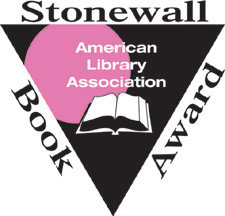 Stonewall
American
Library
Association
Book
Award